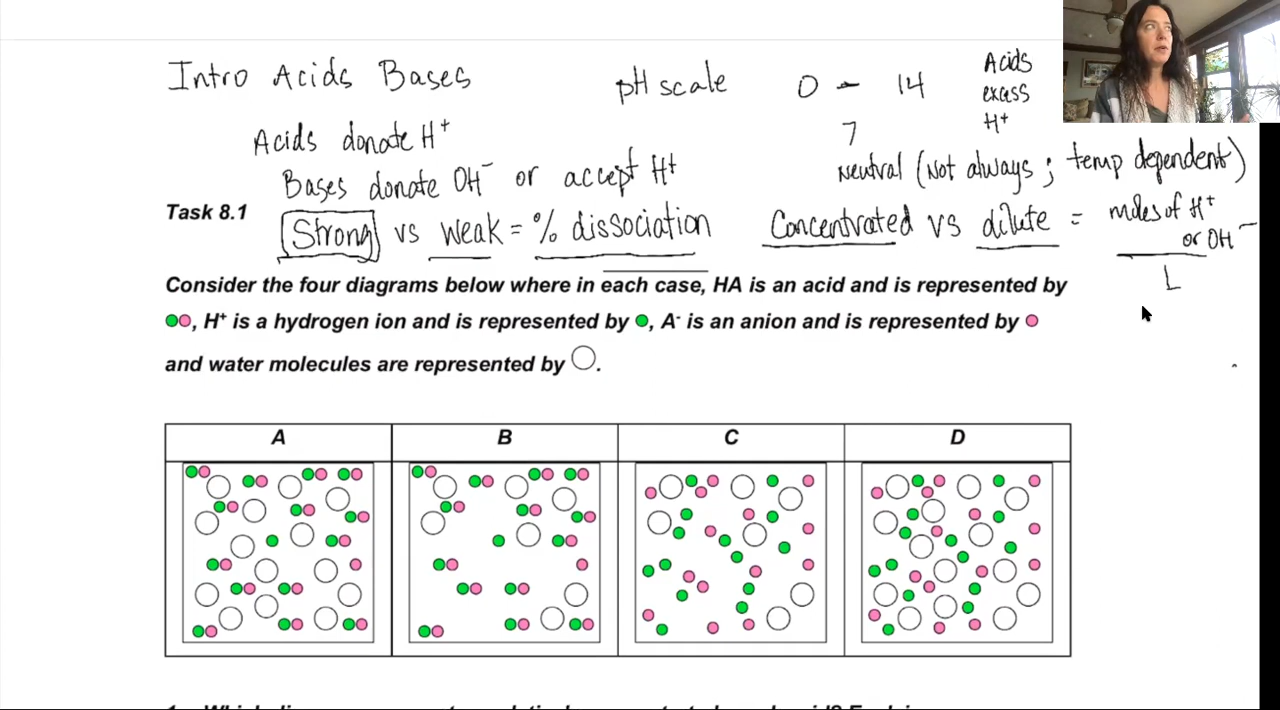 Intro Acids Bases
pH scale 0 - 14
7
Acids
excess
H+
Acids donate H+
Neutral (Not always; temp dependent)
Bases donate OH⁻ or accept H+
Task 8.1
Strong vs weak = % dissociation
Concentrated vs dilute = moles of H+
or OH⁻
L
Consider the four diagrams below where in each case, HA is an acid and is represented by
, H+ is a hydrogen ion and is represented by , A- is an anion and is represented by
and water molecules are represented by .
A B C D